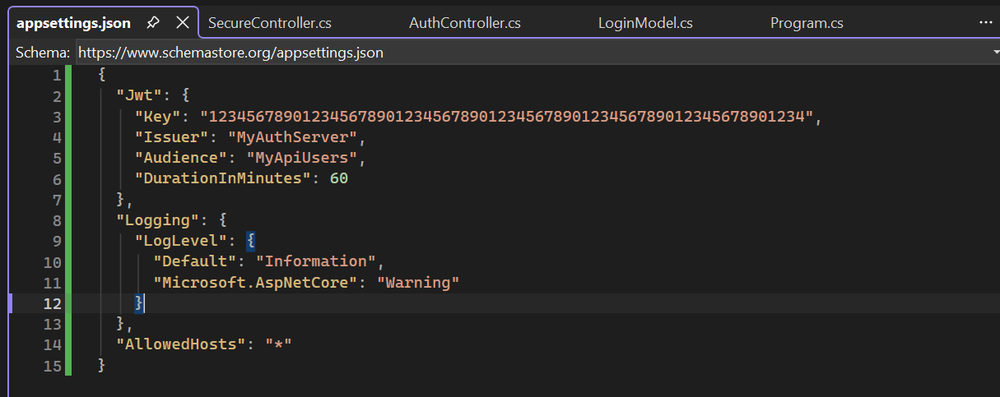 appsettings.json SecureController.cs AuthController.cs LoginModel.cs Program.cs ...
Schema: https://www.schemastore.org/appsettings.json
1 {
2 "Jwt": {
3 "Key": "1234567890123456789012345678901234567890123456789012345678901234",
4 "Issuer": "MyAuthServer",
5 "Audience": "MyApiUsers",
6 "DurationInMinutes": 60
7 },
8 "Logging": {
9 "LogLevel": {
10 "Default": "Information",
11 "Microsoft.AspNetCore": "Warning"
12 }
13 },
14 "AllowedHosts": "*"
15 }